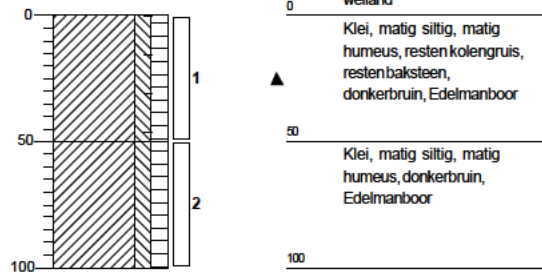 0
1
50
2
100
0
weiland
Klei, matig siltig, matig
humeus, resten kolengruis,
resten baksteen,
donkerbruin, Edelmanboor
50
Klei, matig siltig, matig
humeus, donkerbruin,
Edelmanboor
100